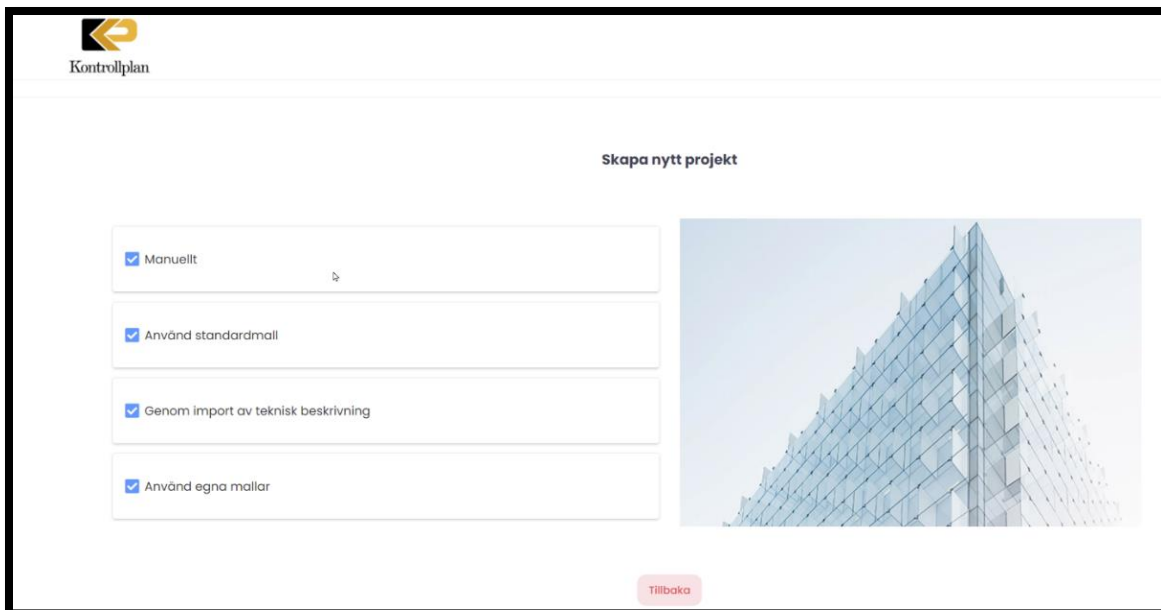 Kontrollplan
Skapa nytt projekt
Manuellt
Använd standardmall
Genom import av teknisk beskrivning
Använd egna mallar
Tillbaka